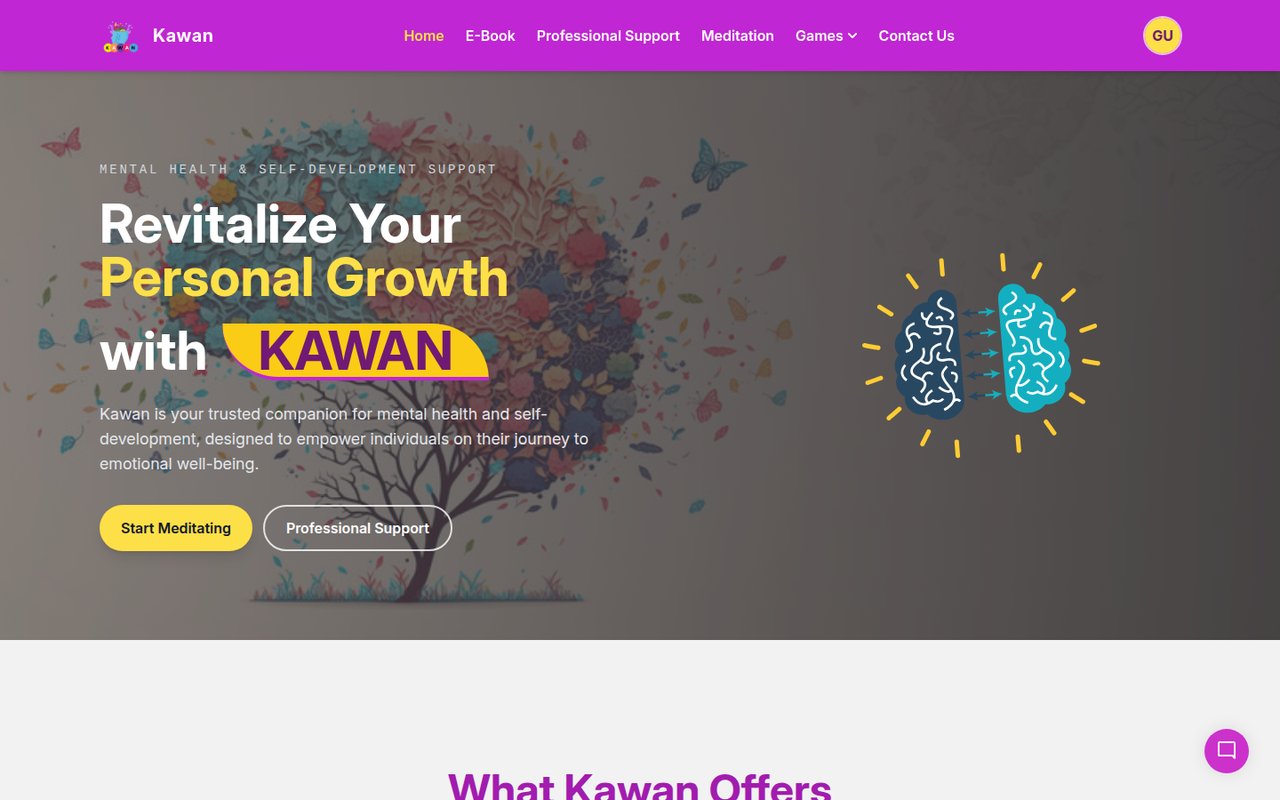 KAWAN
Kawan
Home
E-Book
Professional Support
Meditation
Games
Contact Us
GU
MENTAL HEALTH & SELF-DEVELOPMENT SUPPORT
Revitalize Your
Personal Growth
with KAWAN
Kawan is your trusted companion for mental health and self-
development, designed to empower individuals on their journey to
emotional well-being.
Start Meditating
Professional Support
What Kawan Offers